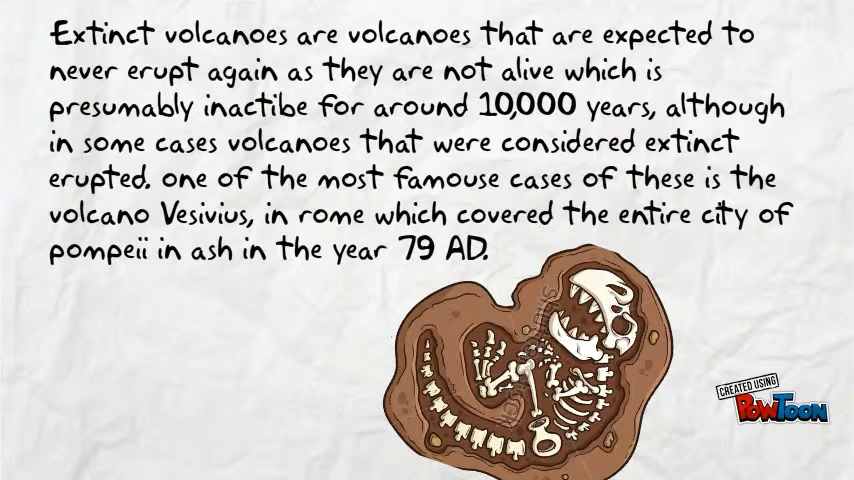 Extinct volcanoes are volcanoes that are expected to
never erupt again as they are not alive which is
presumably inactibe for around 10,000 years, although
in some cases volcanoes that were considered extinct
erupted. one of the most famouse cases of these is the
volcano Vesivius, in rome which covered the entire city of
pompeii in ash in the year 79 AD.
CREATED USING
POWTOON